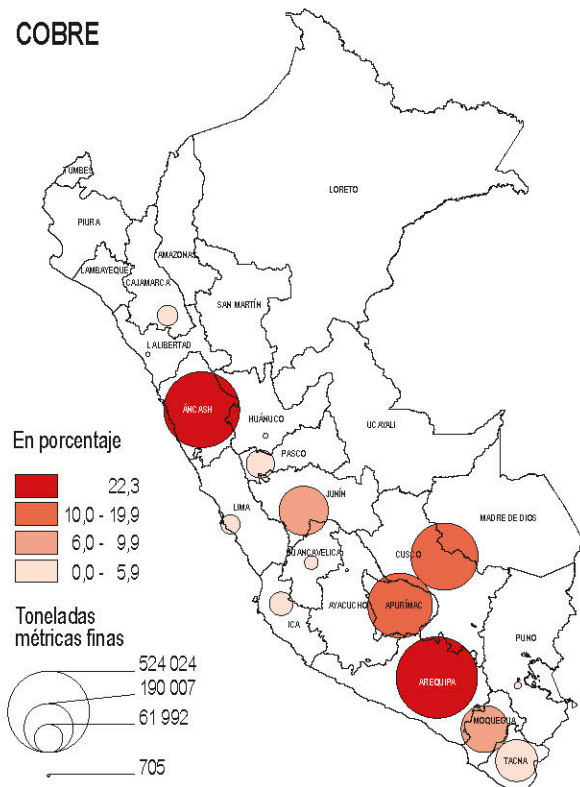 COBRE
TUMBES
PIURA
LORETO
AMAZONAS
LAMBAYEQUE
CAJAMARCA
SAN MARTÍN
LA LIBERTAD
ÁNCASH
HUÁNUCO
UCAYALI
PASCO
En porcentaje
22,3
10,0 - 19,9
6,0 - 9,9
0,0 - 5,9
JUNÍN
LIMA
MADRE DE DIOS
HUANCAVELICA
CUSCO
AYACUCHO
APURÍMAC
ICA
PUNO
Toneladas
métricas finas
524 024
190 007
61 992
705
AREQUIPA
MOQUEGUA
TACNA